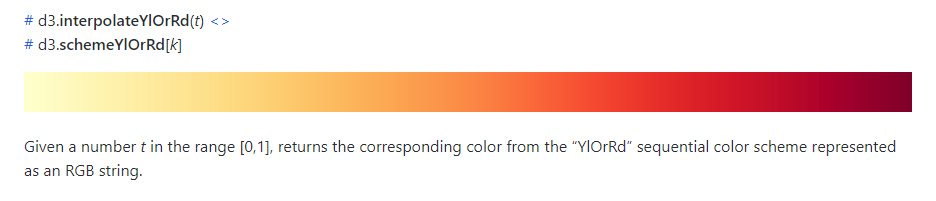 # d3.interpolateYlOrRd(t) <>
# d3.schemeYlOrRd[k]
Given a number t in the range [0,1], returns the corresponding color from the “YlOrRd” sequential color scheme represented
as an RGB string.